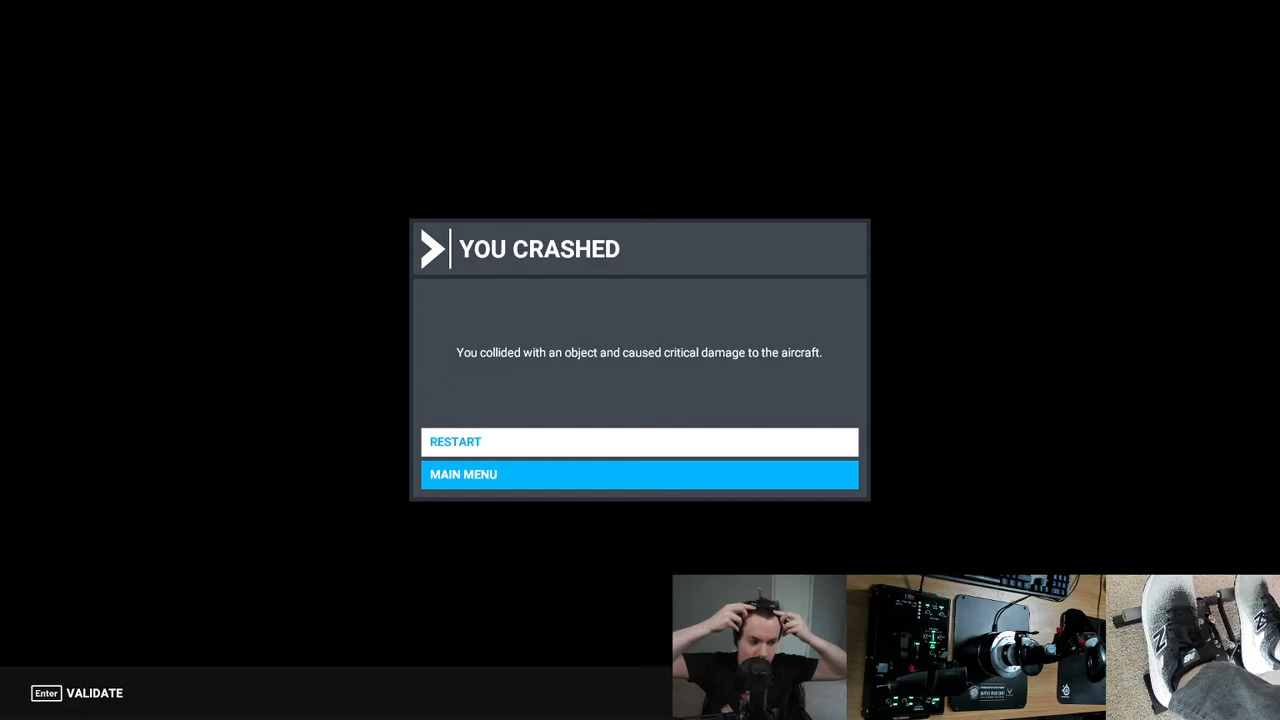 YOU CRASHED
You collided with an object and caused critical damage to the aircraft.
RESTART
MAIN MENU
Enter VALIDATE